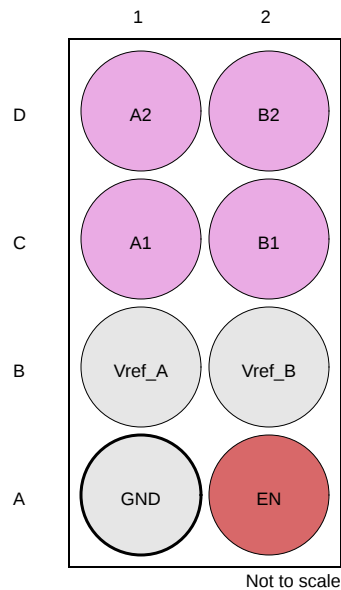 1 2
D A2 B2
C A1 B1
B Vref_A Vref_B
A GND EN
Not to scale